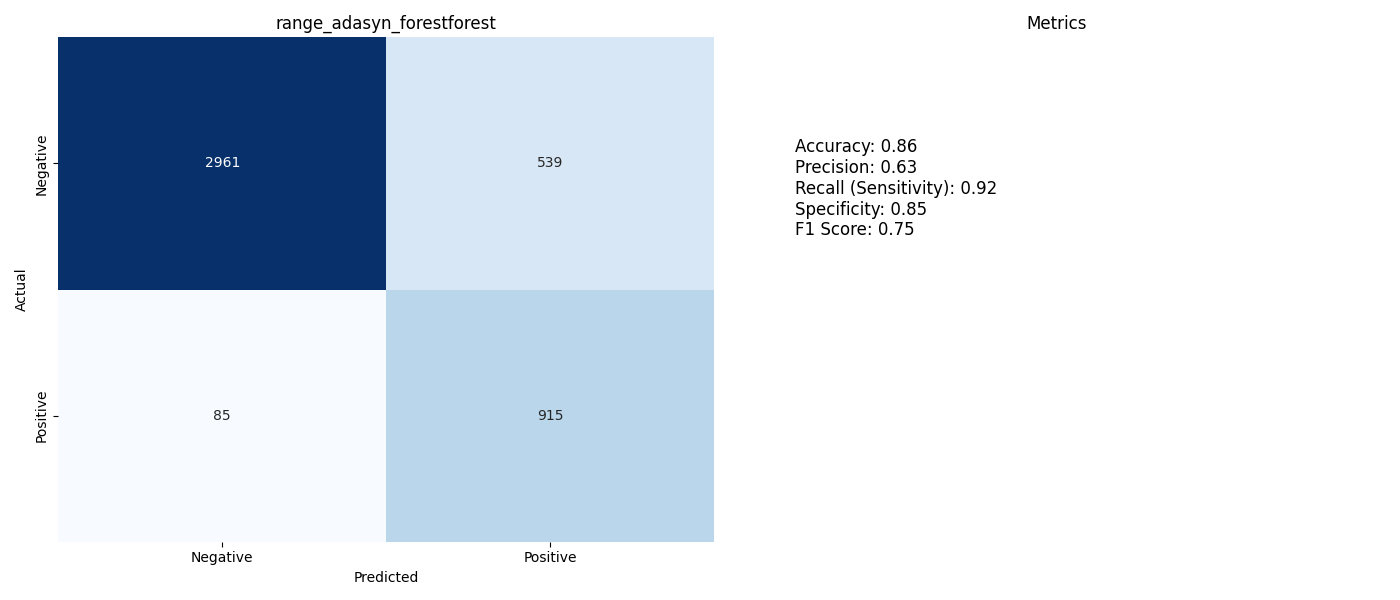 range_adasyn_forestforest
Actual
Negative
2961
539
Positive
85
915
Negative
Positive
Predicted
Metrics
Accuracy: 0.86
Precision: 0.63
Recall (Sensitivity): 0.92
Specificity: 0.85
F1 Score: 0.75